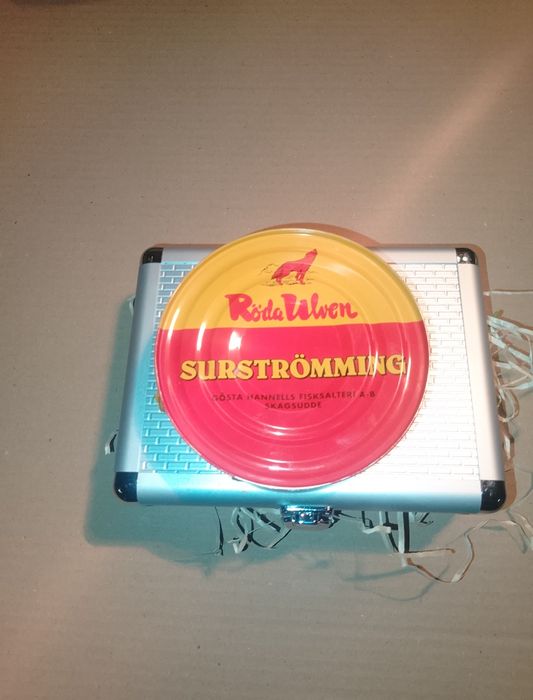 Röda Ulven
SURSTRÖMMING
GÖSTA HANNELLS FISKSALTERI A-B
SKAGSUDDE